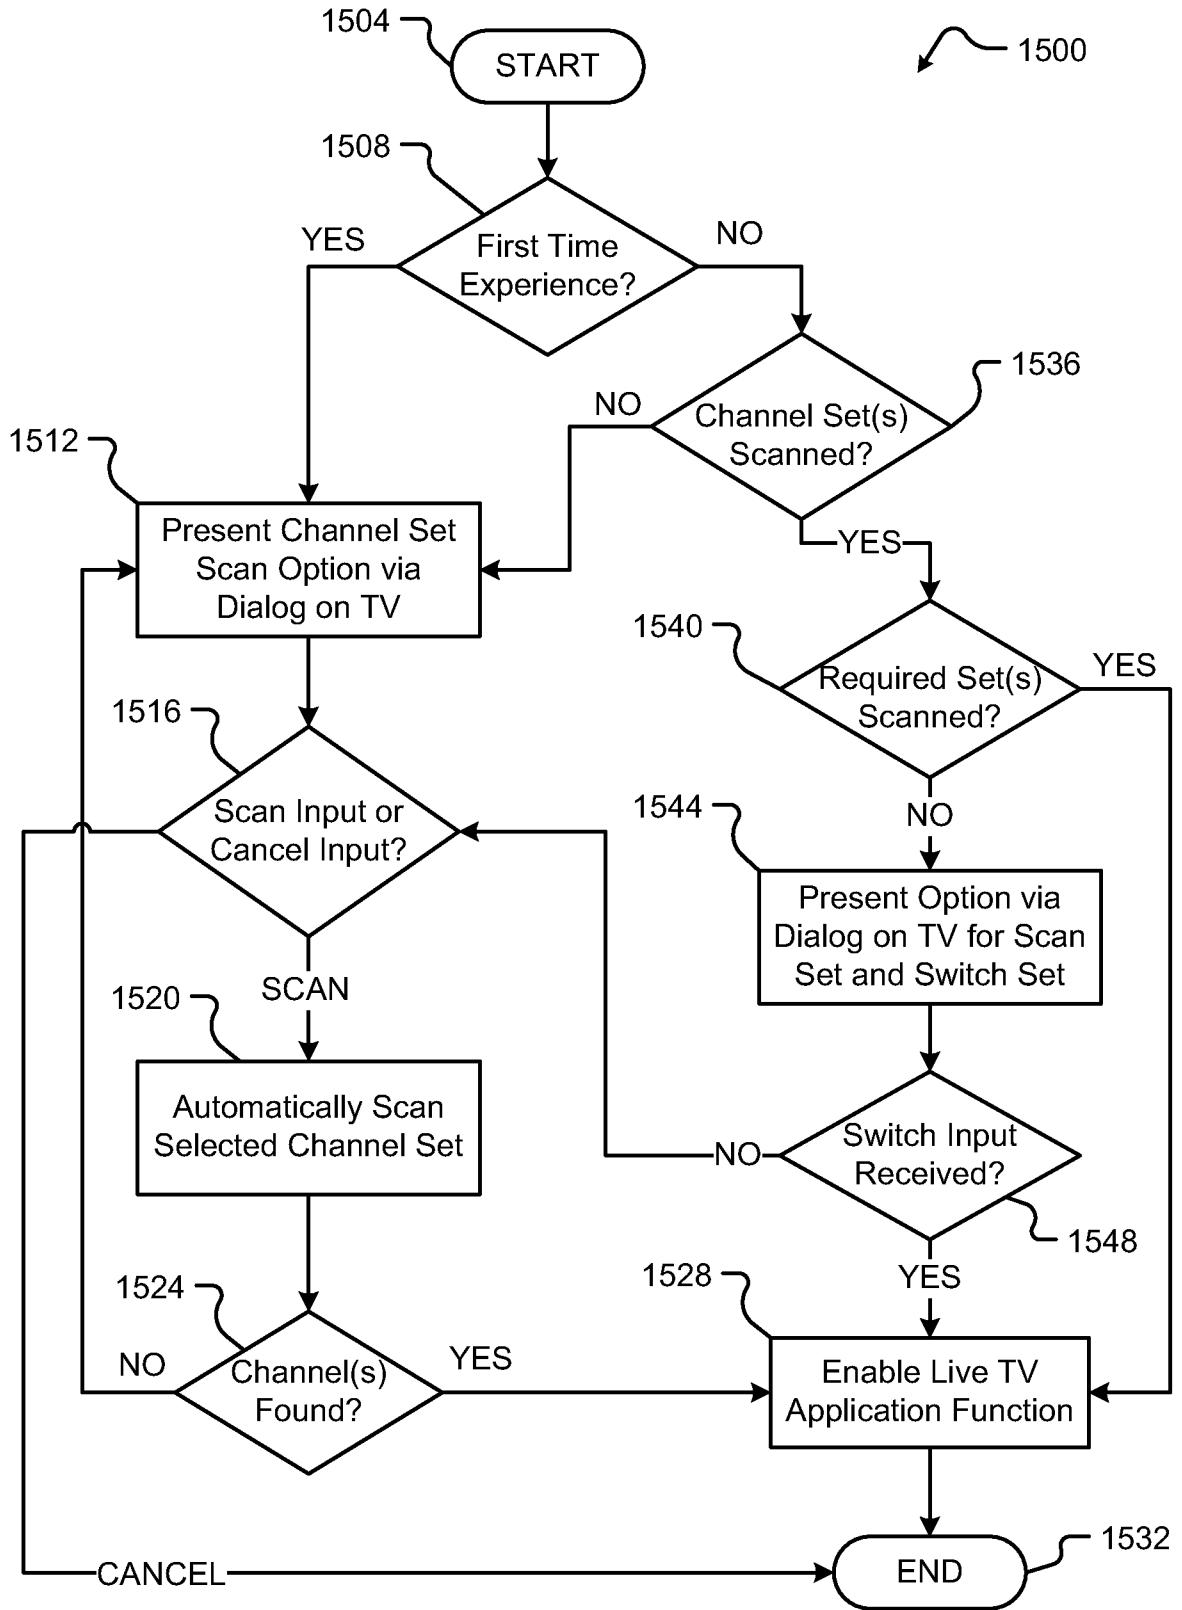 1504
START
1500
1508
YES
First Time
Experience?
NO
1536
NO
Channel Set(s)
Scanned?
1512
Present Channel Set
Scan Option via
Dialog on TV
YES
1540
Required Set(s)
Scanned?
YES
1516
Scan Input or
Cancel Input?
NO
1544
Present Option via
Dialog on TV for Scan
Set and Switch Set
SCAN
1520
Automatically Scan
Selected Channel Set
Switch Input
Received?
NO
1548
YES
1524
Channel(s)
Found?
NO
YES
1528
Enable Live TV
Application Function
CANCEL
END
1532